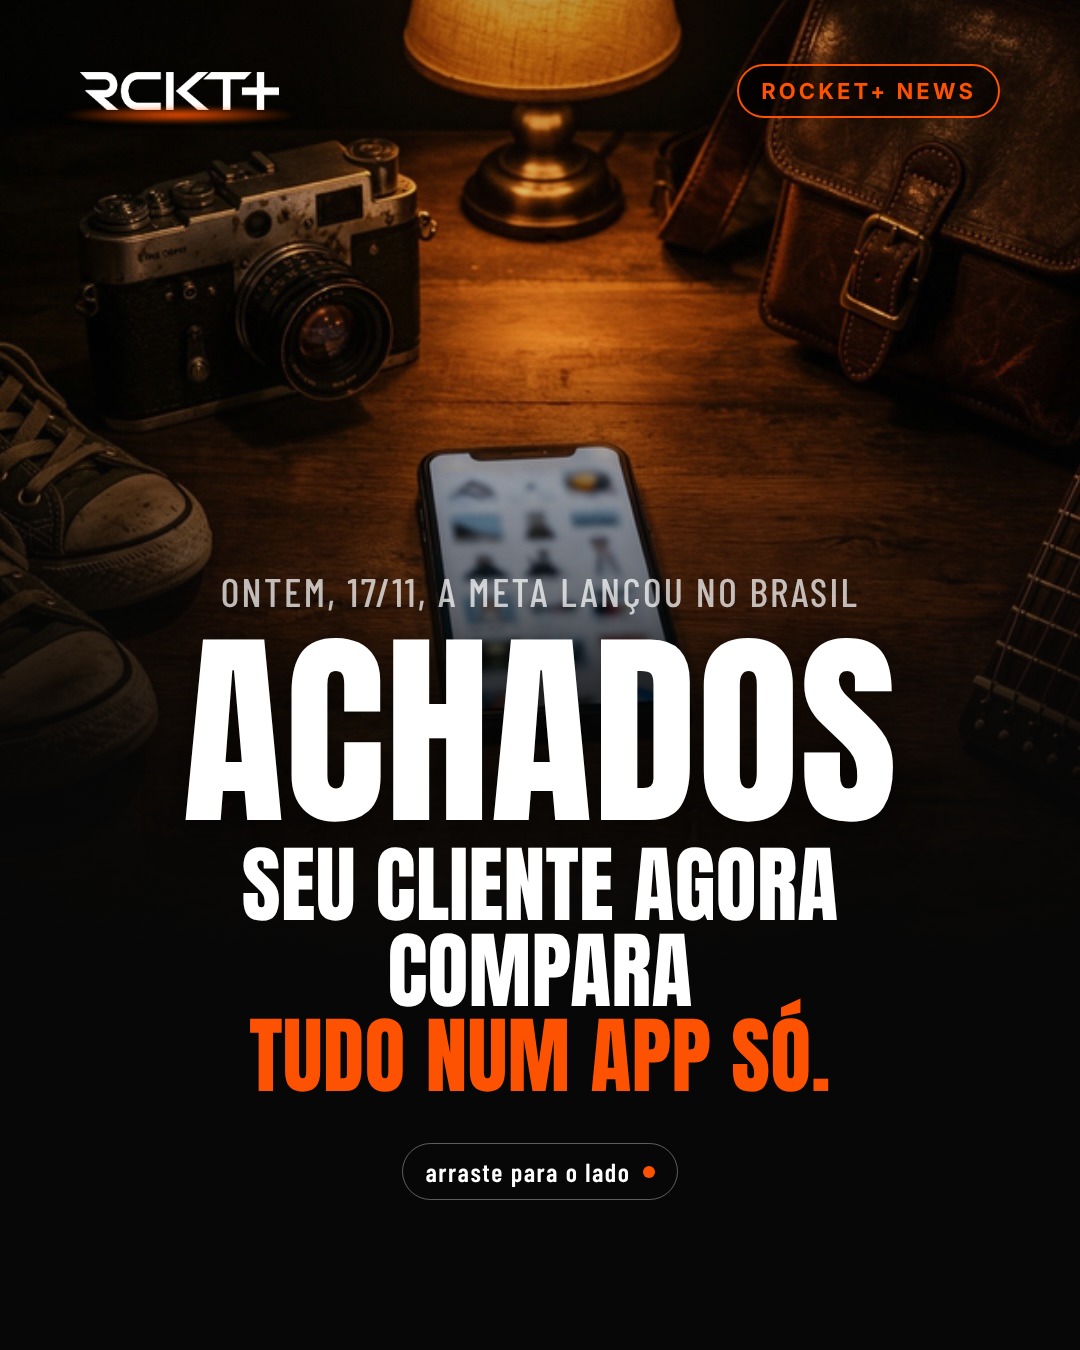 RCKT+
ROCKET+ NEWS
ONTEM, 17/11, A META LANÇOU NO BRASIL
ACHADOS
SEU CLIENTE AGORA
COMPARA
TUDO NUM APP SÓ.
arraste para o lado